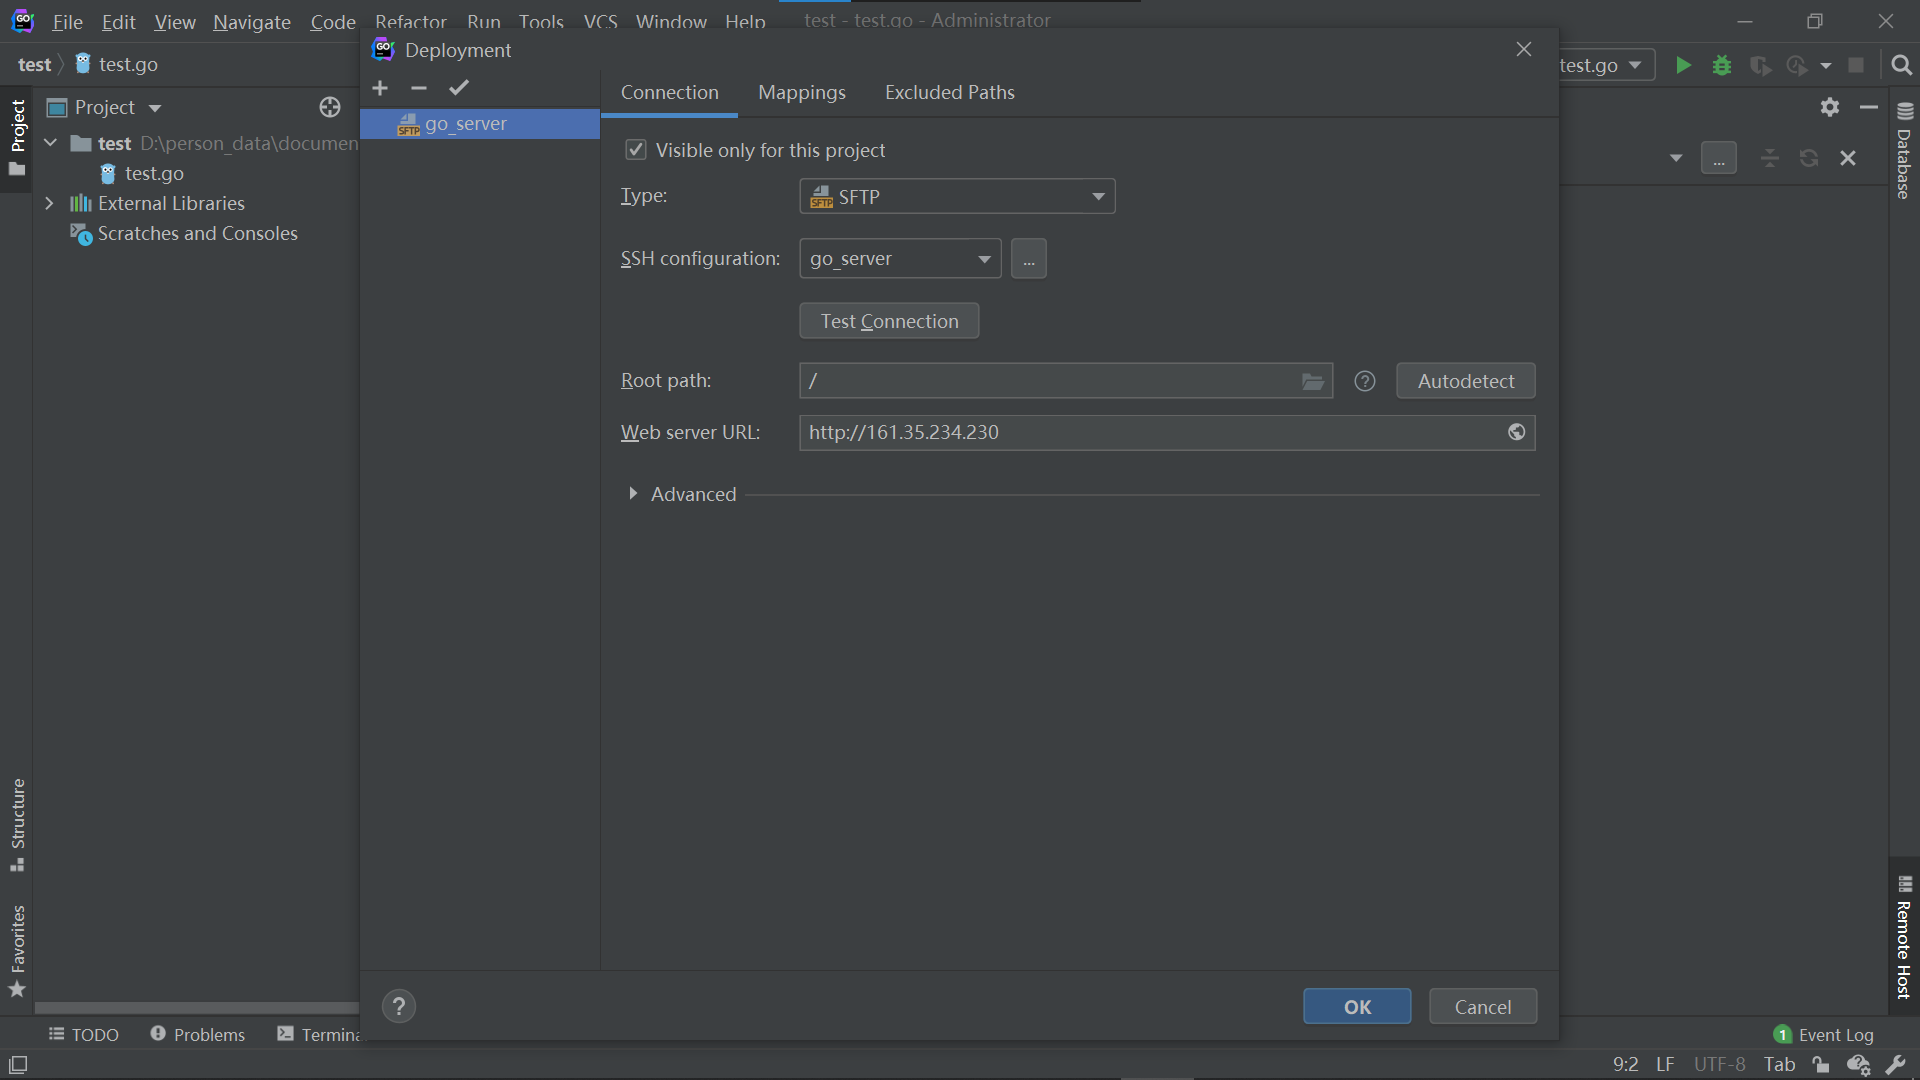 File Edit View Navigate Code Refactor Run Tools VCS Window Help test - test.go - Administrator
Deployment
test test.go
test.go
Connection Mappings Excluded Paths
Project
go_server
Project
Visible only for this project
test D:\person_data\documen
...
Database
test.go
Type: SFTP
External Libraries
Scratches and Consoles
SSH configuration: go_server ...
Test Connection
Root path: / Autodetect
Web server URL: http://161.35.234.230
Advanced
Structure
Favorites
Remote Host
? OK Cancel
TODO Problems Termina
1 Event Log
9:2 LF UTF-8 Tab